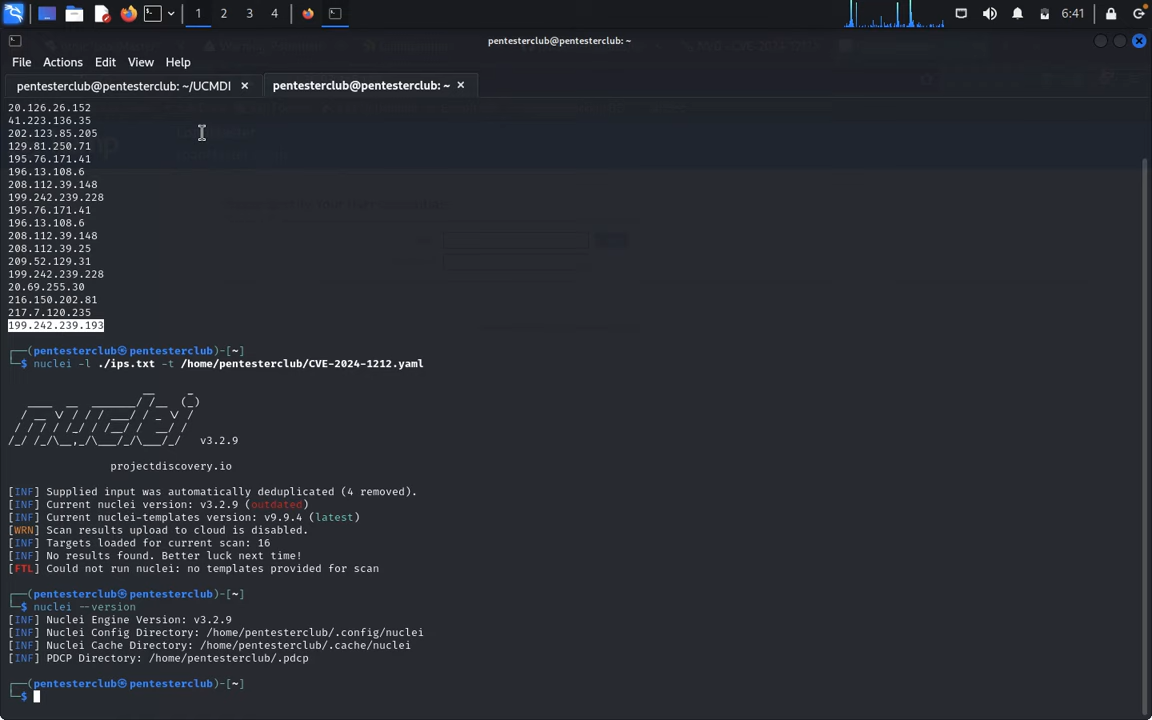 1
2
3
4
6:41
pentesterclub@pentesterclub: ~
File Actions Edit View Help
pentesterclub@pentesterclub: ~/UCMDI × pentesterclub@pentesterclub: ~ ×
20.126.26.152
41.223.136.35
202.123.85.205
129.81.250.71
195.76.171.41
196.13.108.6
208.112.39.148
199.242.239.228
195.76.171.41
196.13.108.6
208.112.39.148
208.112.39.25
209.52.129.31
199.242.239.228
20.69.255.30
216.150.202.81
217.7.120.235
199.242.239.193
┌──(pentesterclub㉿pentesterclub)-[~]
└─$ nuclei -l ./ips.txt -t /home/pentesterclub/CVE-2024-1212.yaml
nuclei
v3.2.9
projectdiscovery.io
[INF] Supplied input was automatically deduplicated (4 removed).
[INF] Current nuclei version: v3.2.9 (outdated)
[INF] Current nuclei-templates version: v9.9.4 (latest)
[WRN] Scan results upload to cloud is disabled.
[INF] Targets loaded for current scan: 16
[INF] No results found. Better luck next time!
[FTL] Could not run nuclei: no templates provided for scan
┌──(pentesterclub㉿pentesterclub)-[~]
└─$ nuclei --version
[INF] Nuclei Engine Version: v3.2.9
[INF] Nuclei Config Directory: /home/pentesterclub/.config/nuclei
[INF] Nuclei Cache Directory: /home/pentesterclub/.cache/nuclei
[INF] PDCP Directory: /home/pentesterclub/.pdcp
┌──(pentesterclub㉿pentesterclub)-[~]
└─$